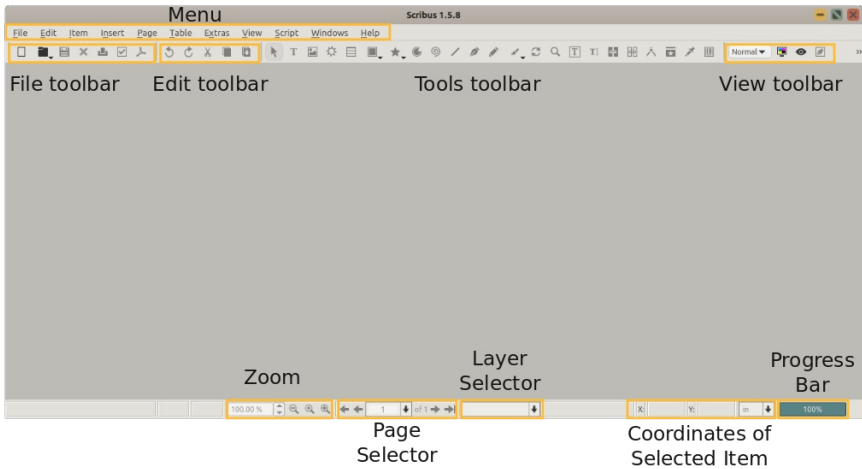 Menu
Scribus 1.5.8
File Edit Item Insert Page Table Extras View Script Windows Help
Normal
File toolbar
Edit toolbar
Tools toolbar
View toolbar
Zoom
Layer
Selector
Progress
Bar
100.00 %
1
of 1
X:
Y:
in
100%
Page
Selector
Coordinates of
Selected Item